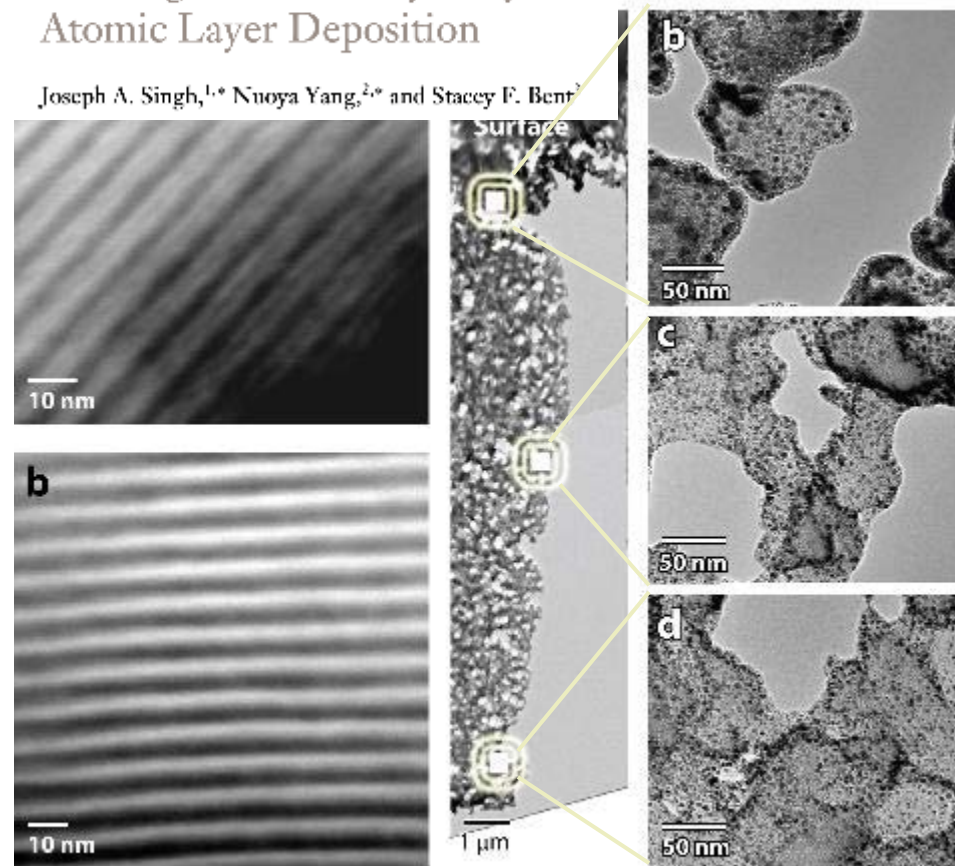 Atomic Layer Deposition
Joseph A. Singh,1,* Nuoya Yang,2,* and Stacey F. Bent
Surface
10 nm
b
10 nm
1 μm
b
50 nm
c
50 nm
d
50 nm